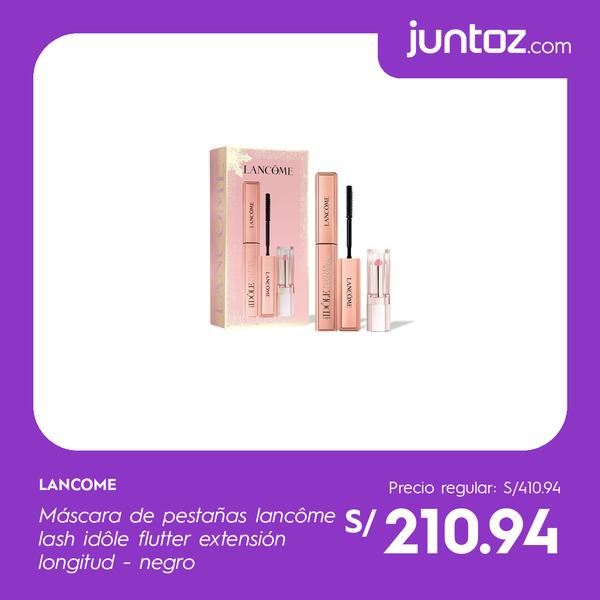 juntoz.com
LANCÔME
LANCÔME
LANCÔME
LANCÔME
IDÔLE
LANCÔME
LANCÔME
IDÔLE
LANCOME
Precio regular: S/410.94
Máscara de pestañas lancôme
lash idôle flutter extensión
longitud - negro
S/ 210.94